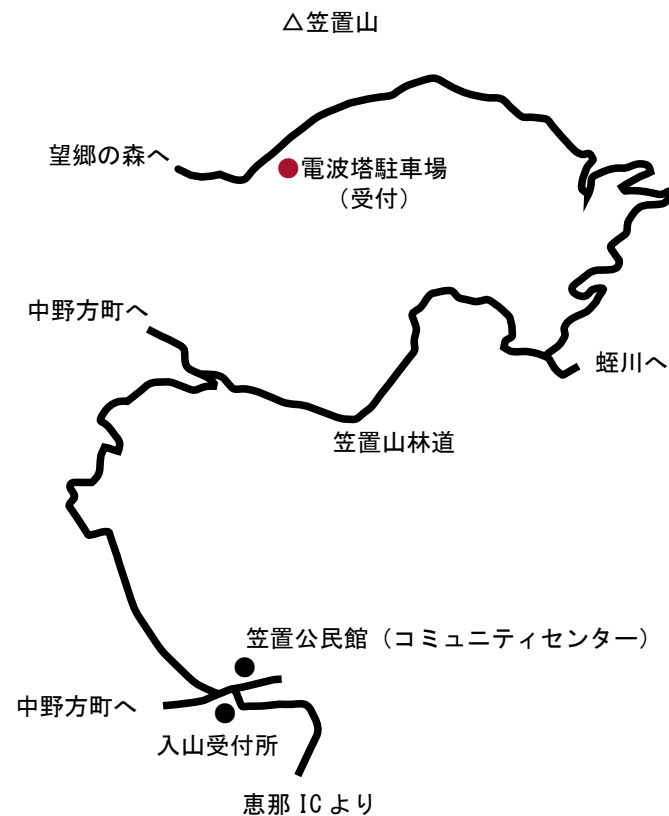 △笠置山
望郷の森へ
電波塔駐車場
（受付）
中野方町へ
蛭川へ
笠置山林道
笠置公民館（コミュニティセンター）
中野方町へ
入山受付所
恵那 IC より